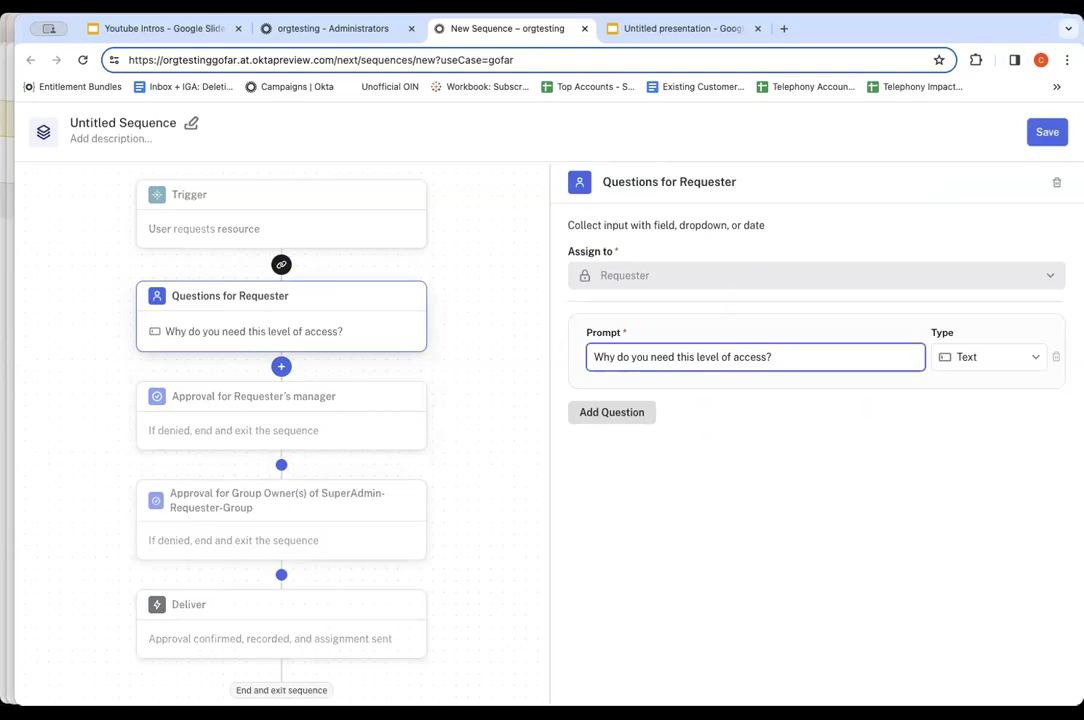 Youtube Intros - Google Slide
orgtesting - Administrators
New Sequence – orgtesting
Untitled presentation - Goog
https://orgtestinggofar.at.oktapreview.com/next/sequences/new?useCase=gofar
C
Entitlement Bundles
Inbox + IGA: Deleti...
Campaigns | Okta
Unofficial OIN
Workbook: Subscr...
Top Accounts - S...
Existing Customer...
Telephony Accoun...
Telephony Impact...
»
Untitled Sequence
Add description...
Save
Trigger
User requests resource
Questions for Requester
Why do you need this level of access?
+
Approval for Requester's manager
If denied, end and exit the sequence
Approval for Group Owner(s) of SuperAdmin-
Requester-Group
If denied, end and exit the sequence
Deliver
Approval confirmed, recorded, and assignment sent
End and exit sequence
Questions for Requester
Collect input with field, dropdown, or date
Assign to *
Requester
Prompt *
Type
Why do you need this level of access?
Text
Add Question